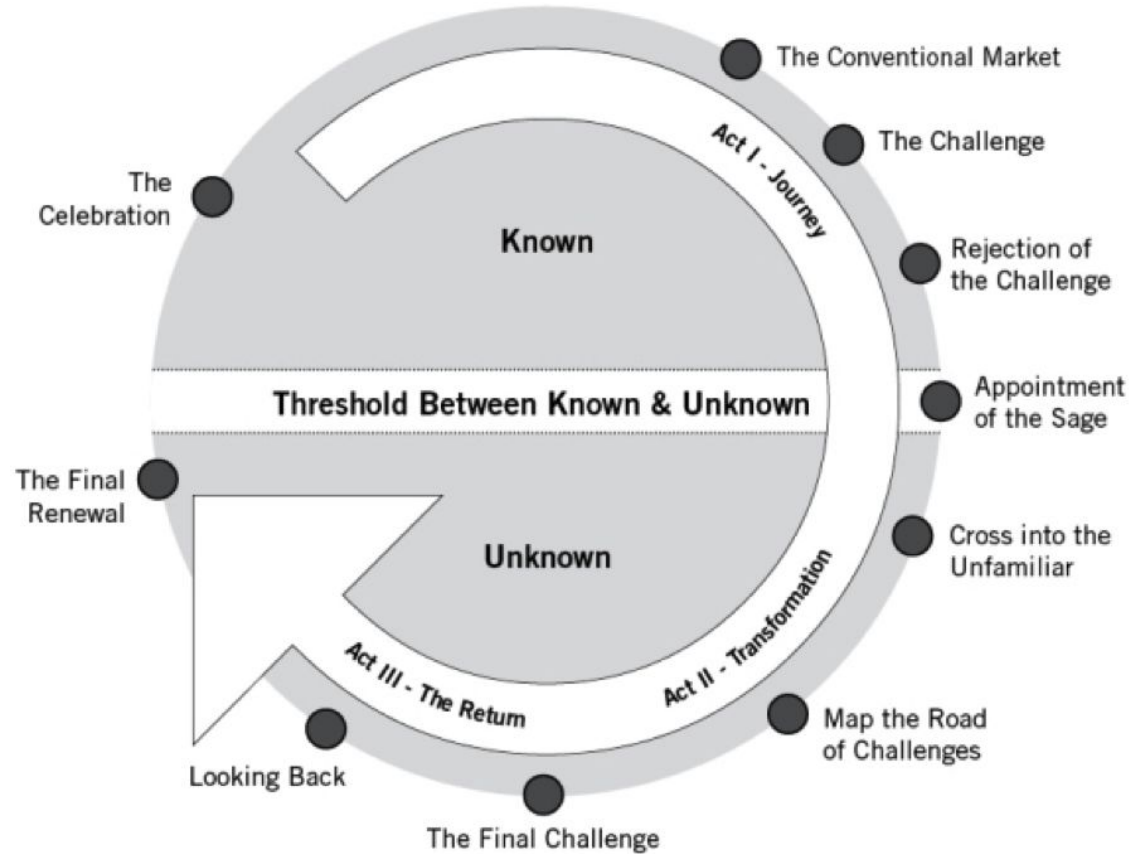 The Conventional Market
The Challenge
Act I - Journey
The
Celebration
Known
Rejection of
the Challenge
Threshold Between Known & Unknown
Appointment
of the Sage
The Final
Renewal
Unknown
Cross into the
Unfamiliar
Act II - Transformation
Act III - The Return
Map the Road
of Challenges
Looking Back
The Final Challenge